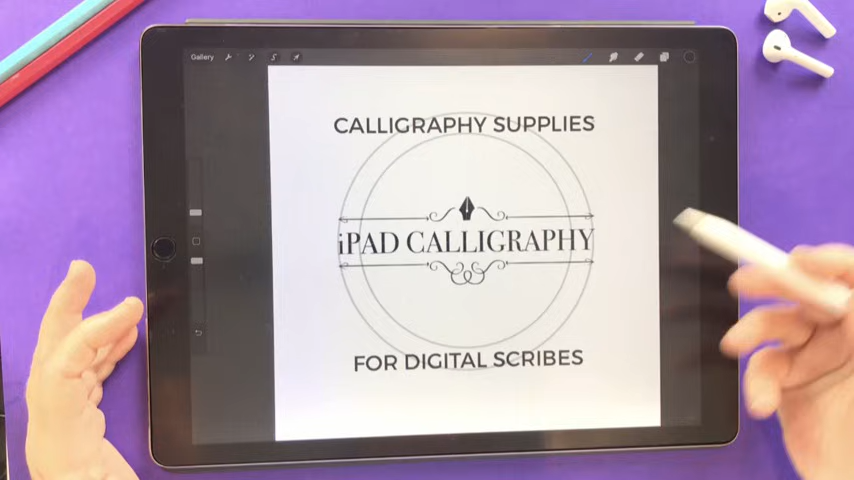 Gallery
CALLIGRAPHY SUPPLIES
iPAD CALLIGRAPHY
FOR DIGITAL SCRIBES